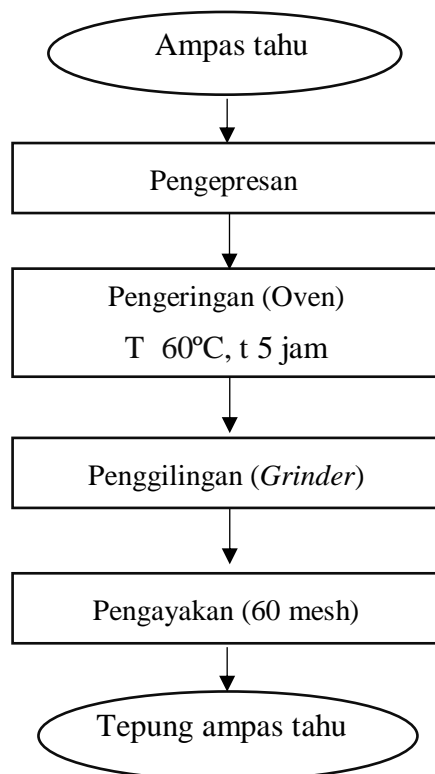 Ampas tahu
Pengepresan
Pengeringan (Oven)
T 60ºC, t 5 jam
Penggilingan (Grinder)
Pengayakan (60 mesh)
Tepung ampas tahu